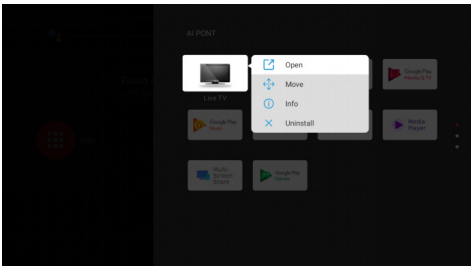 AI PONT
Open
Move
Info
Uninstall
Live TV
Google Play
Movies & TV
Google Play
Music
Media
Player
Multi
Screen
Share
Google Play
Games